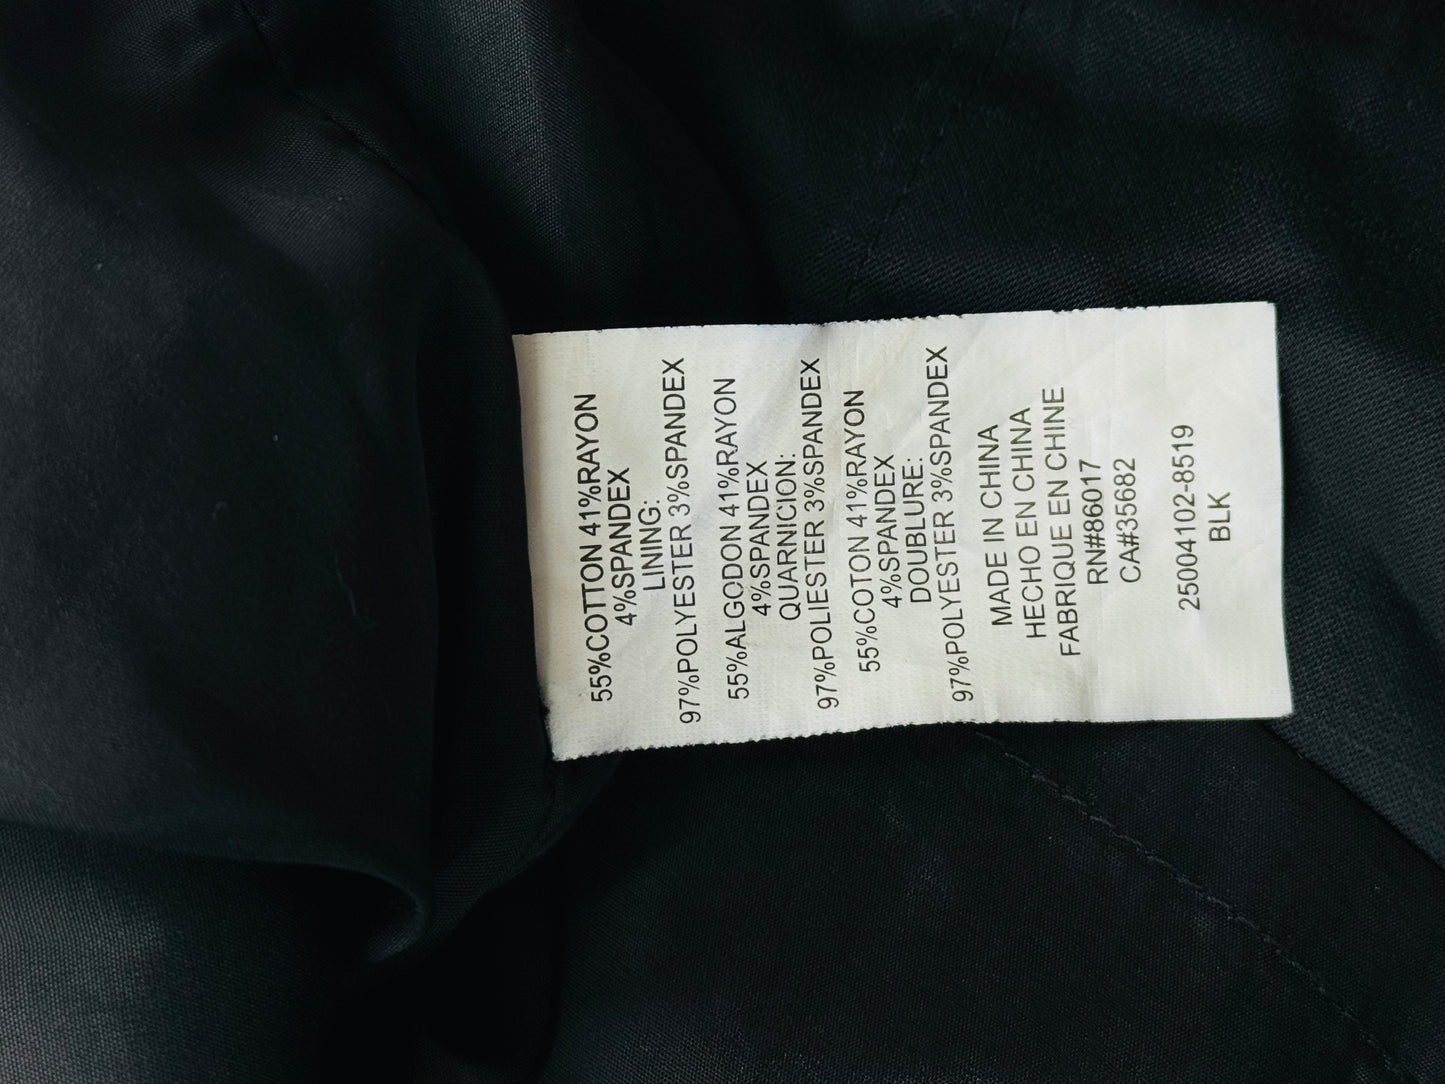 55%COTTON 41%RAYON
4%SPANDEX
LINING:
97%POLYESTER 3%SPANDEX
55%ALGODON 41%RAYON
4%SPANDEX
QUARNICION:
97%POLIESTER 3%SPANDEX
55%COTON 41%RAYON
4%SPANDEX
DOUBLURE:
97%POLYESTER 3%SPANDEX
MADE IN CHINA
HECHO EN CHINA
FABRIQUE EN CHINE
RN#86017
CA#35682
25004102-8519
BLK